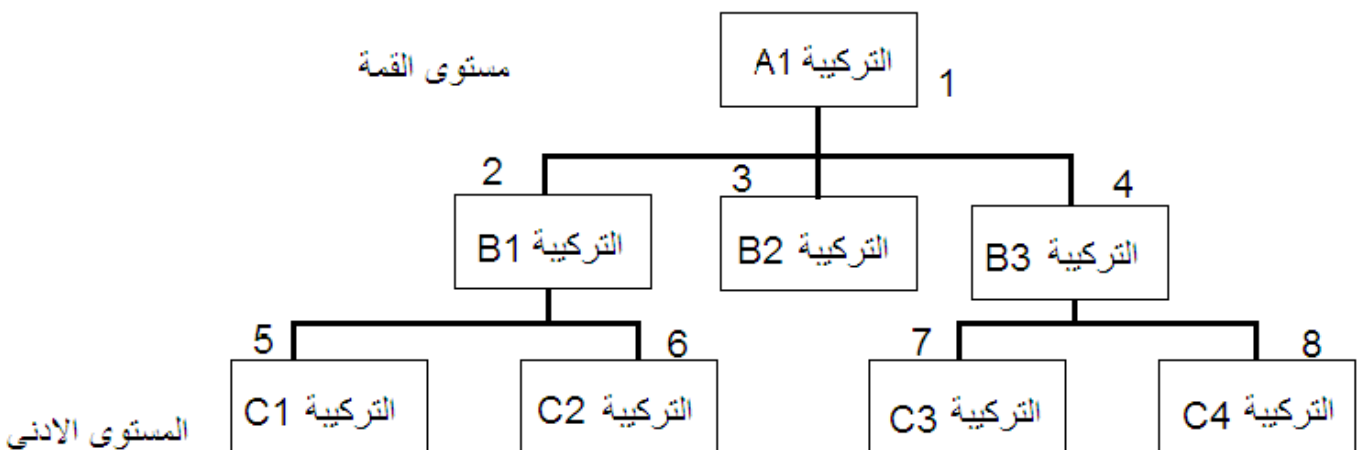 مستوى القمة
التركيبة A1
1
2
3
4
التركيبة B1
التركيبة B2
التركيبة B3
5
6
7
8
التركيبة C1
التركيبة C2
التركيبة C3
التركيبة C4
المستوى الادنى